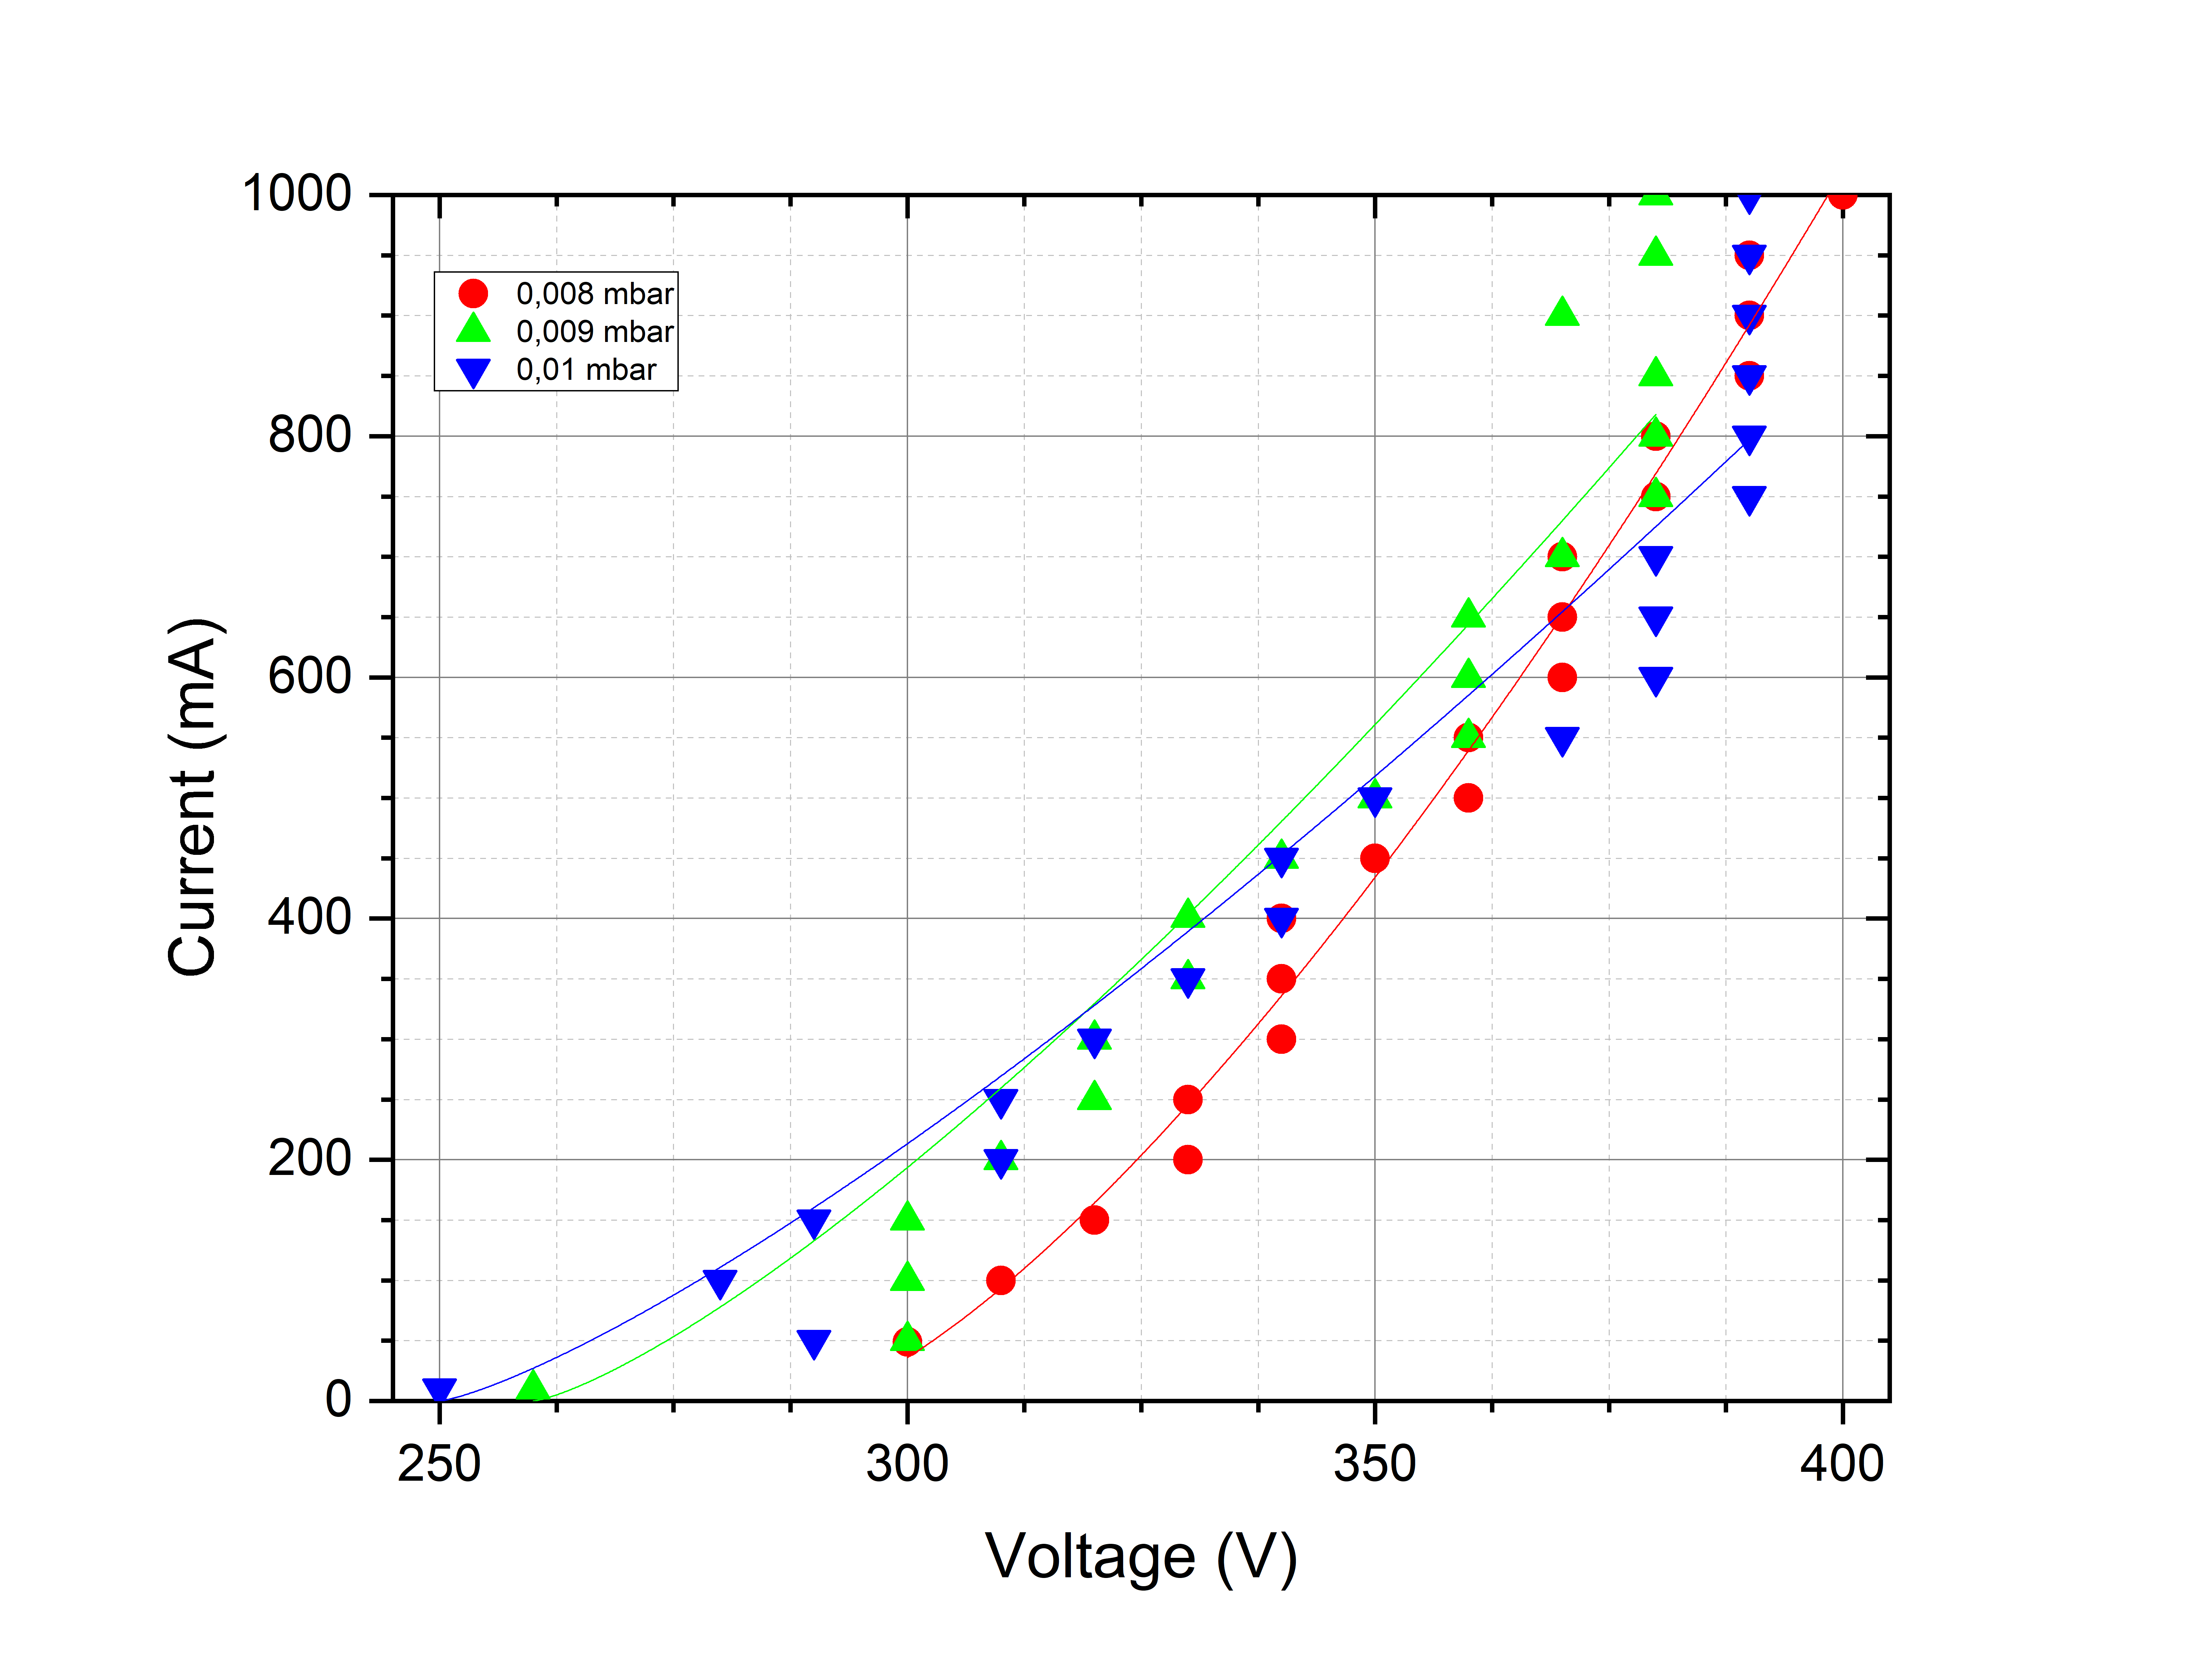 1000
800
600
400
200
0
0,008 mbar
0,009 mbar
0,01 mbar
Current (mA)
250 300 350 400
Voltage (V)